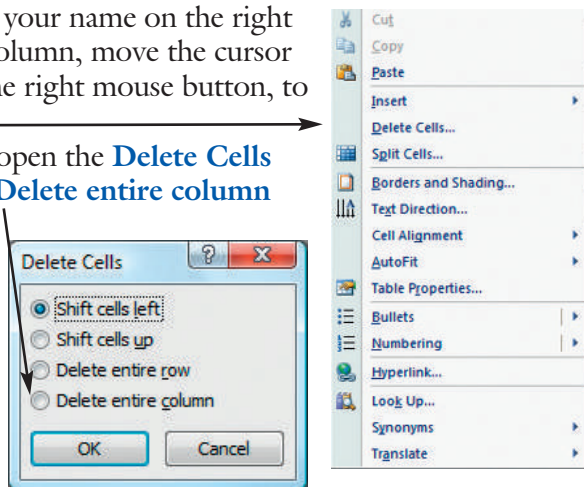 your name on the right
olumn, move the cursor
ne right mouse button, to
open the Delete Cells
Delete entire column
Delete Cells
?
X
Shift cells left
Shift cells up
Delete entire row
Delete entire column
OK
Cancel
Cut
Copy
Paste
Insert
Delete Cells...
Split Cells...
Borders and Shading...
Text Direction...
Cell Alignment
AutoFit
Table Properties...
Bullets
Numbering
Hyperlink...
Look Up...
Synonyms
Translate